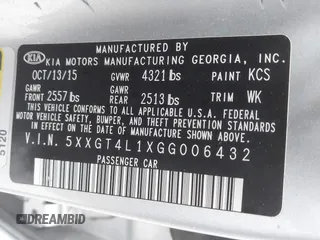 MANUFACTURED BY
KIA KIA MOTORS MANUFACTURING GEORGIA, INC.
OCT/13/15 GVWR 4321 lbs PAINT KCS
GAWR GAWR
FRONT 2557 lbs REAR 2513 lbs TRIM WK
THIS VEHICLE CONFORMS TO ALL APPLICABLE FEDERAL
MOTOR VEHICLE SAFETY, BUMPER, AND THEFT PREVENTION
STANDARDS IN EFFECT ON THE DATE OF MANUFACTURE SHOWN ABOVE.
V.I.N. 5XXGT4L1XGG006432
PASSENGER CAR
5120
DREAMBID